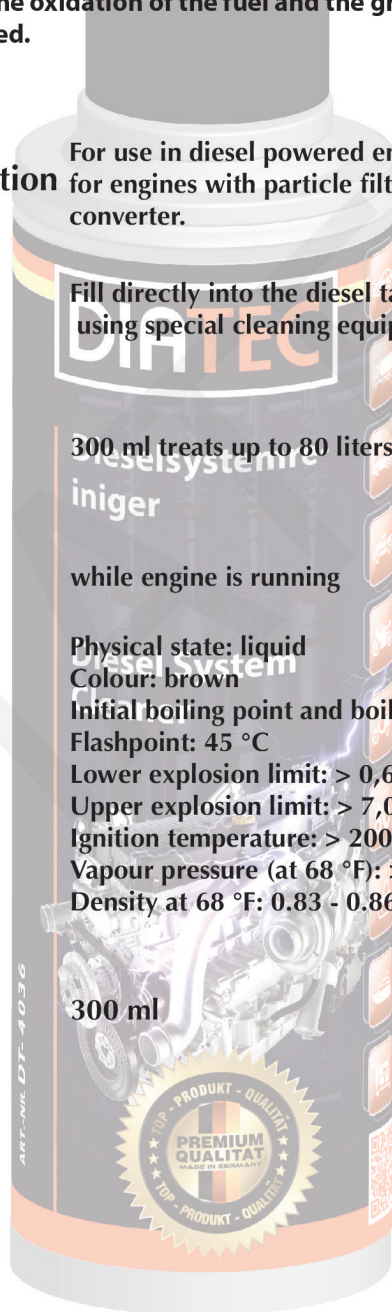 he oxidation of the fuel and the gr
ed.
For use in diesel powered en
tion for engines with particle filt
converter.
Fill directly into the diesel ta
using special cleaning equip
DIATEC
300 ml treats up to 80 liters
Dieselsystemre
iniger
while engine is running
Physical state: liquid
Diesel System
Colour: brown
Cleaner
Initial boiling point and boil
Flashpoint: 45 °C
Lower explosion limit: > 0,6
Upper explosion limit: > 7,0
Ignition temperature: > 200
Vapour pressure (at 68 °F):
Density at 68 °F: 0.83 - 0.86
300 ml
ART.-NR. DT- 4036
TOP - PRODUKT - QUALITÄT
PREMIUM
QUALITÄT
MADE IN GERMANY
TOP - PRODUKT - QUALITÄT